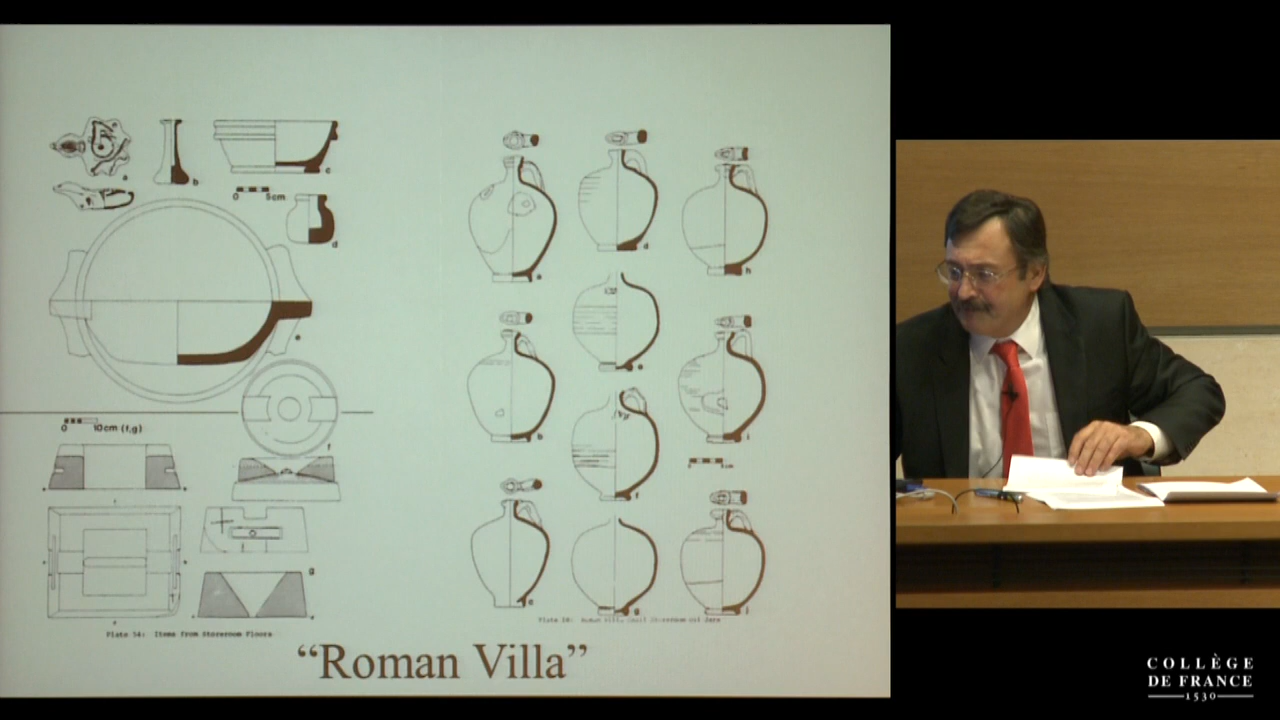 a
b
c
0 5cm
d
e
0 10cm (f,g)
f
g
Plate 34: Items from Storeroom Floors
a
d
h
e
b
i
f
c
g
j
“Roman Villa”
COLLÈGE
DE FRANCE
1530